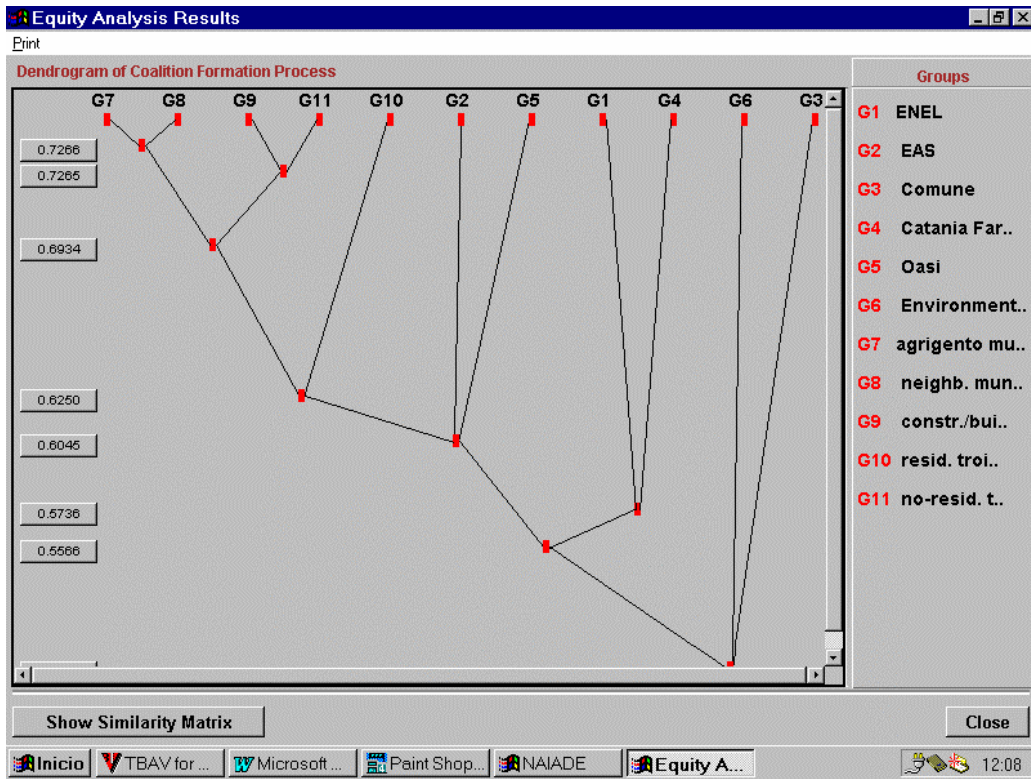 Equity Analysis Results
Print
Dendrogram of Coalition Formation Process
G7 G8 G9 G11 G10 G2 G5 G1 G4 G6 G3
0.7266
0.7265
0.6934
0.6250
0.6045
0.5736
0.5566
Groups
G1 ENEL
G2 EAS
G3 Comune
G4 Catania Far..
G5 Oasi
G6 Environment..
G7 agrigento mu..
G8 neighb. mun..
G9 constr./bui..
G10 resid. troi..
G11 no-resid. t..
Show Similarity Matrix
Close
Inicio
TBAV for ...
Microsoft ...
Paint Shop...
NAIADE
Equity A...
12:08